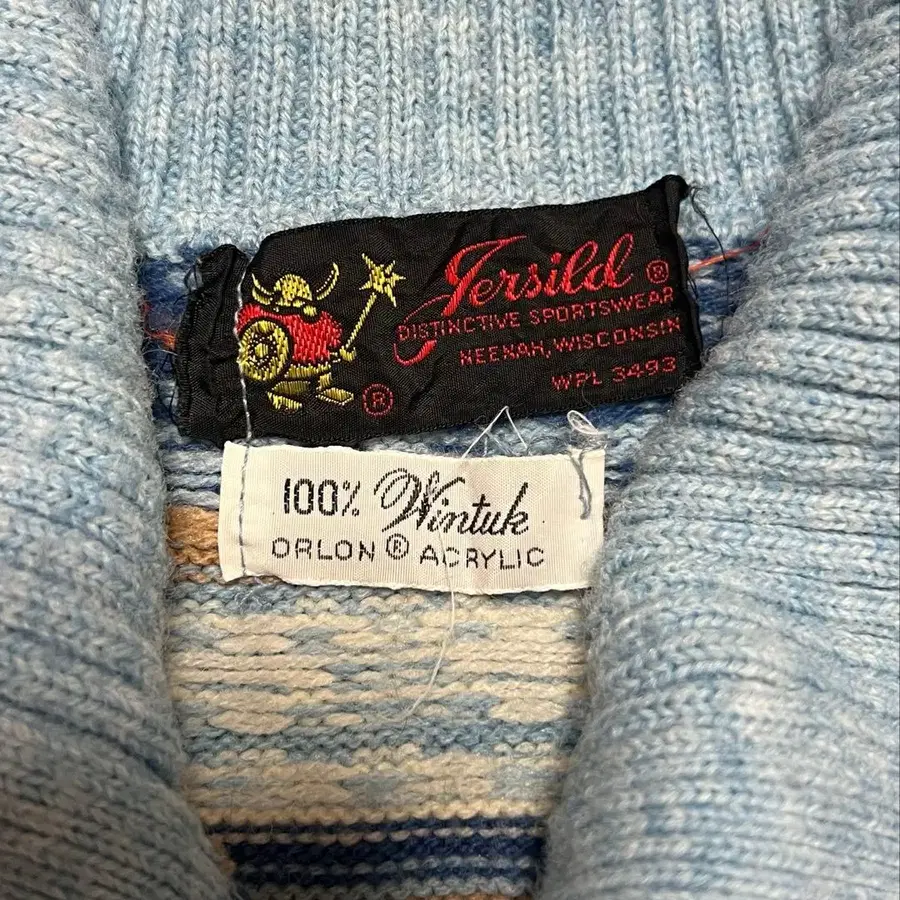 Jersild ®
DISTINCTIVE SPORTSWEAR
NEENAH, WISCONSIN
WPL 3493
®
100% Wintuk
ORLON ® ACRYLIC